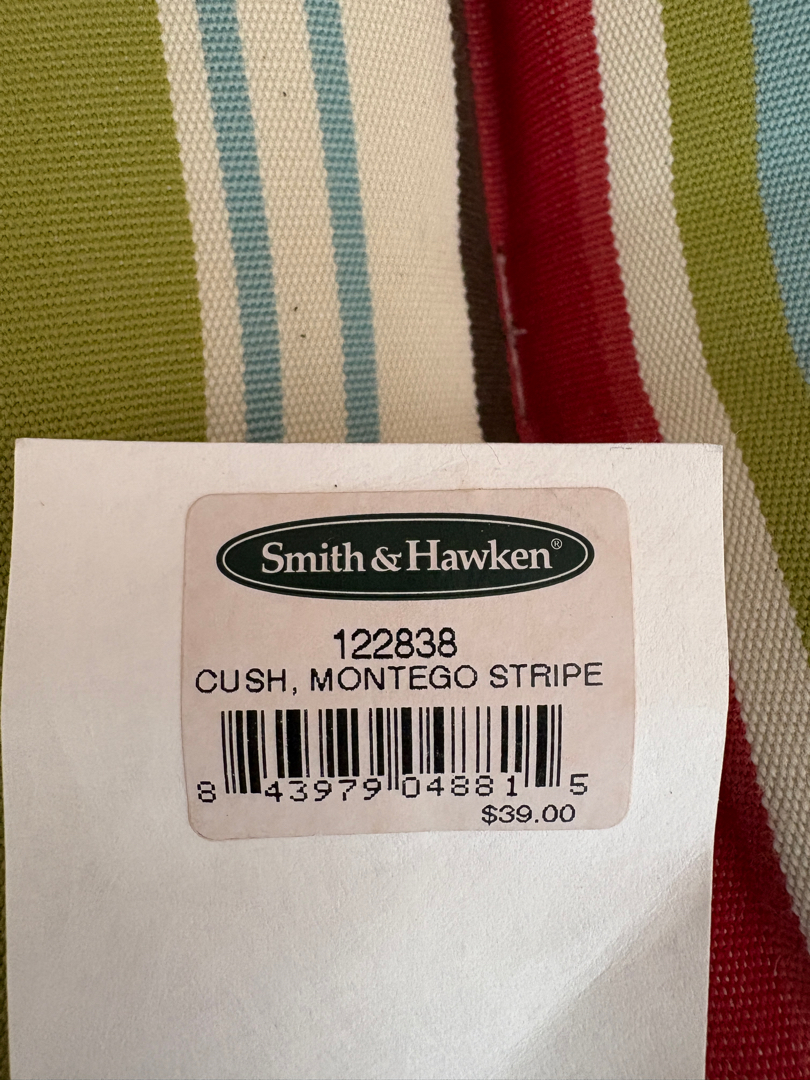 Smith & Hawken®
122838
CUSH, MONTEGO STRIPE
8 43979 04881 5
$39.00